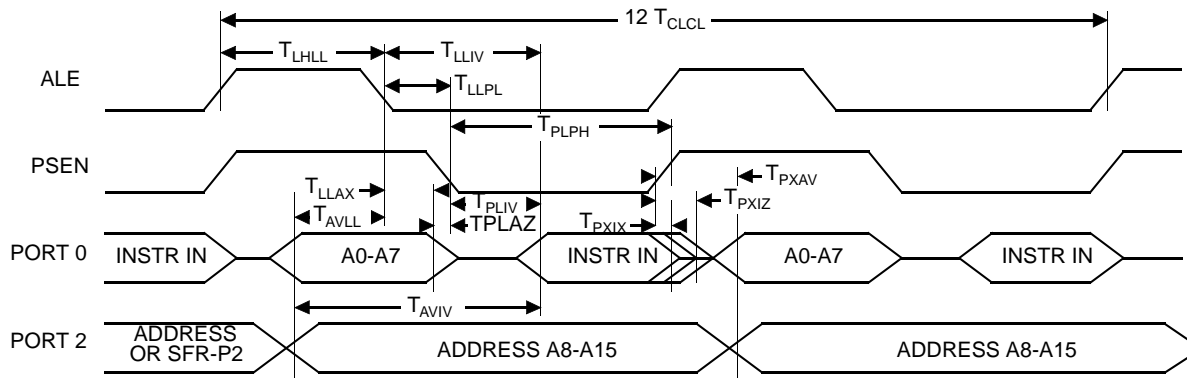 12 TCLCL
TLHLL TLLIV
ALE
TLLPL
TPLPH
PSEN
TPXAV
TLLAX
TPXIZ
TAVLL TPLIV
TPLAZ TPXIX
PORT 0 INSTR IN A0-A7 INSTR IN A0-A7 INSTR IN
TAVIV
PORT 2 ADDRESS OR SFR-P2 ADDRESS A8-A15 ADDRESS A8-A15